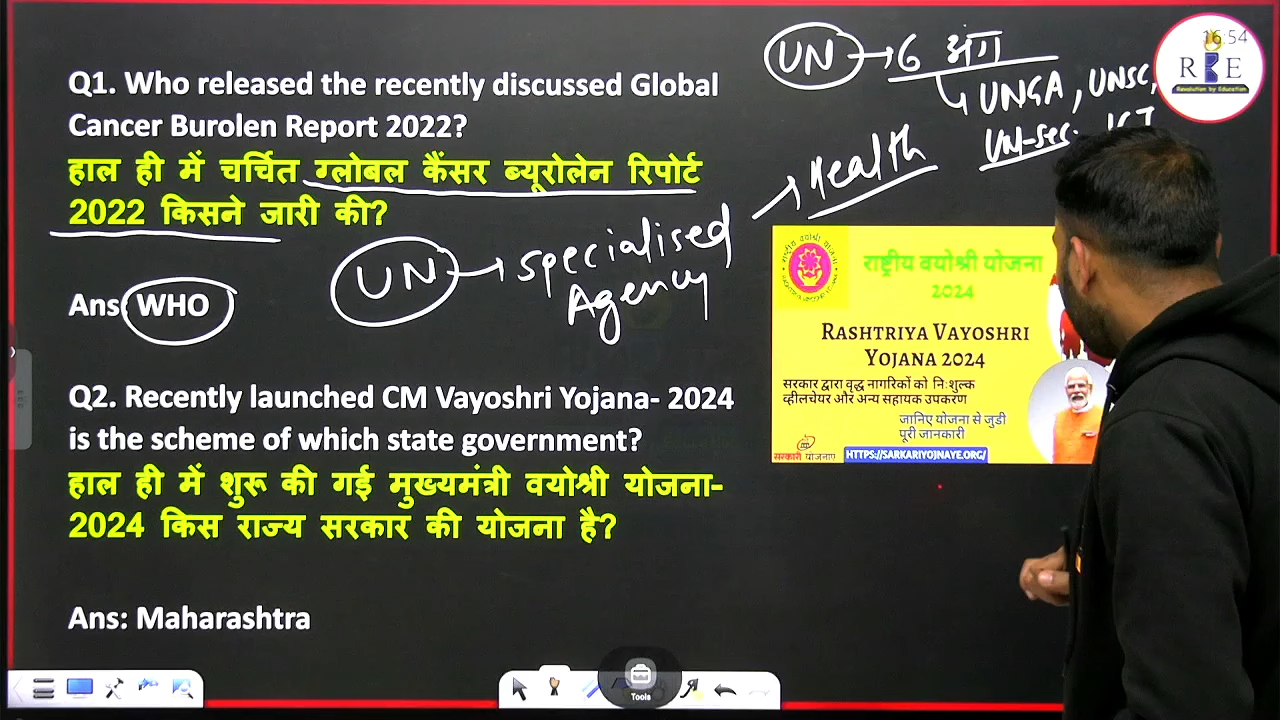 Q1. Who released the recently discussed Global
Cancer Burolen Report 2022?
हाल ही में चर्चित ग्लोबल कैंसर ब्यूरोलेन रिपोर्ट
2022 किसने जारी की?
Ans: WHO
UN → specialised
Agency
→ Health
UN → 6 अंग
UNGA, UNSC,
UN-Sec.
16:54
R E
Revolution by Education
राष्ट्रीय वयोश्री योजना
2024
RASHTRIYA VAYOSHRI
YOJANA 2024
सरकार द्वारा वृद्ध नागरिकों को निःशुल्क
व्हीलचेयर और अन्य सहायक उपकरण
जानिए योजना से जुडी
पूरी जानकारी
सरकारी योजनाएं
HTTPS://SARKARIYOJNAYE.ORG/
Q2. Recently launched CM Vayoshri Yojana- 2024
is the scheme of which state government?
हाल ही में शुरू की गई मुख्यमंत्री वयोश्री योजना-
2024 किस राज्य सरकार की योजना है?
Ans: Maharashtra
Tools